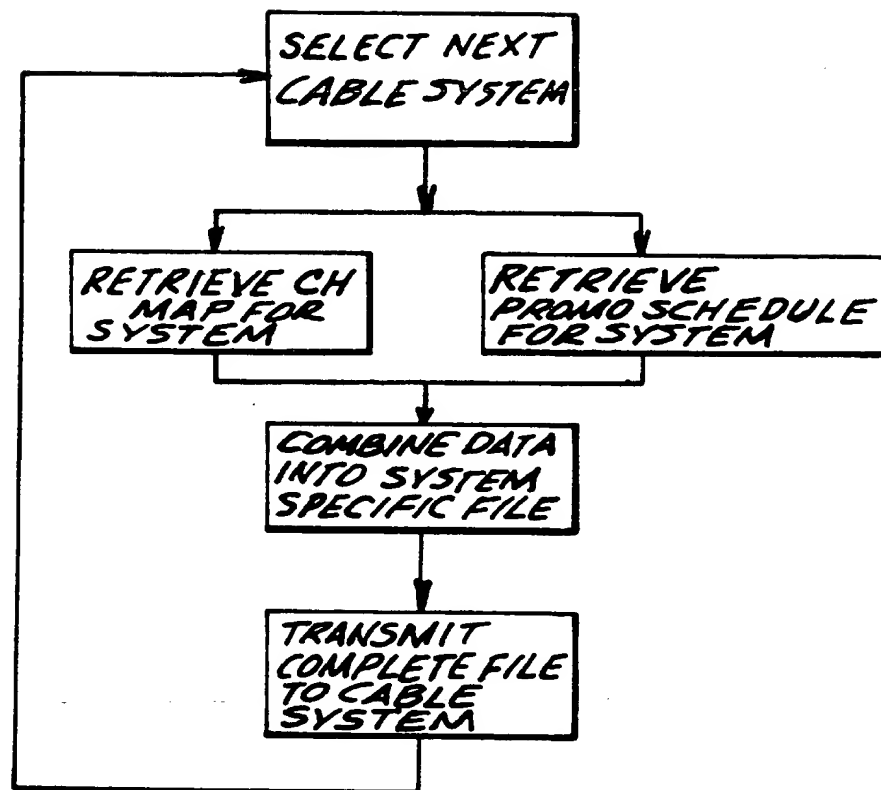 SELECT NEXT
CABLE SYSTEM
RETRIEVE CH
MAP FOR
SYSTEM
RETRIEVE
PROMO SCHEDULE
FOR SYSTEM
COMBINE DATA
INTO SYSTEM
SPECIFIC FILE
TRANSMIT
COMPLETE FILE
TO CABLE
SYSTEM